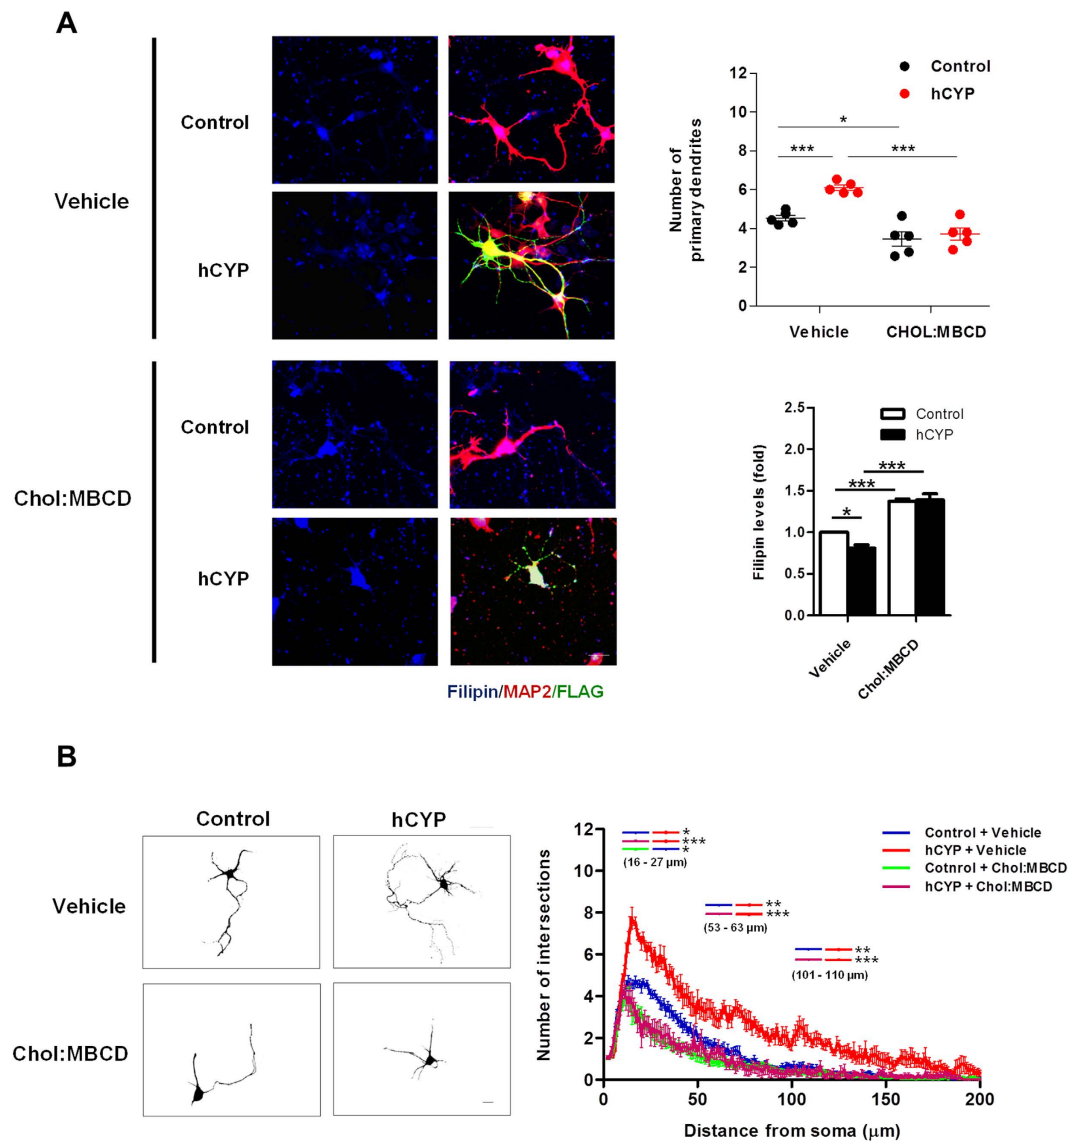 A
Vehicle
Control
hCYP
Chol:MBCD
Control
hCYP
Filipin/MAP2/FLAG
Number of
primary dendrites
12
10
8
6
4
2
0
Control
hCYP
*
***
***
Vehicle
CHOL:MBCD
Filipin levels (fold)
2.5
2.0
1.5
1.0
0.5
0.0
Control
hCYP
***
***
*
Vehicle
Chol:MBCD
B
Control
hCYP
Vehicle
Chol:MBCD
Number of intersections
12
10
8
6
4
2
0
*
***
*
(16 - 27 μm)
**
***
(53 - 63 μm)
**
***
(101 - 110 μm)
Control + Vehicle
hCYP + Vehicle
Cotnrol + Chol:MBCD
hCYP + Chol:MBCD
0
50
100
150
200
Distance from soma (μm)